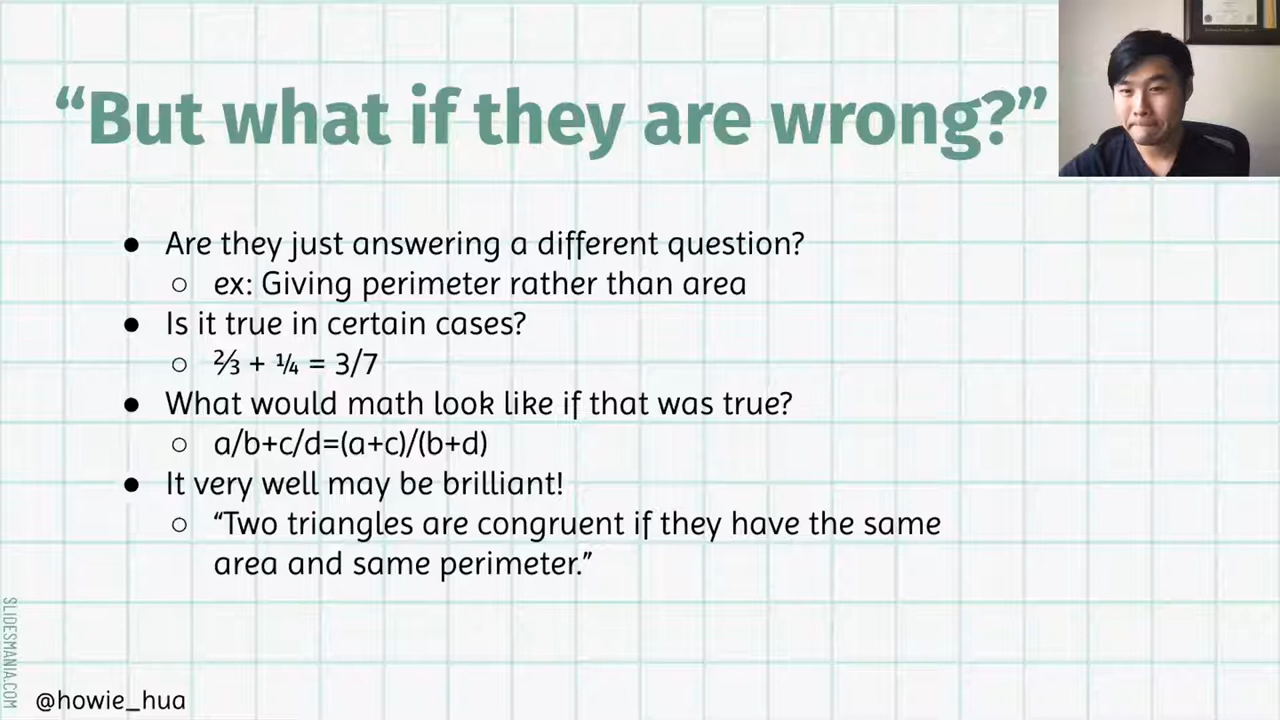 “But what if they are wrong?”
● Are they just answering a different question?
○ ex: Giving perimeter rather than area
● Is it true in certain cases?
○ ⅔ + ¼ = 3/7
● What would math look like if that was true?
○ a/b+c/d=(a+c)/(b+d)
● It very well may be brilliant!
○ “Two triangles are congruent if they have the same
area and same perimeter.”
SLIDESMANIA.COM
@howie_hua